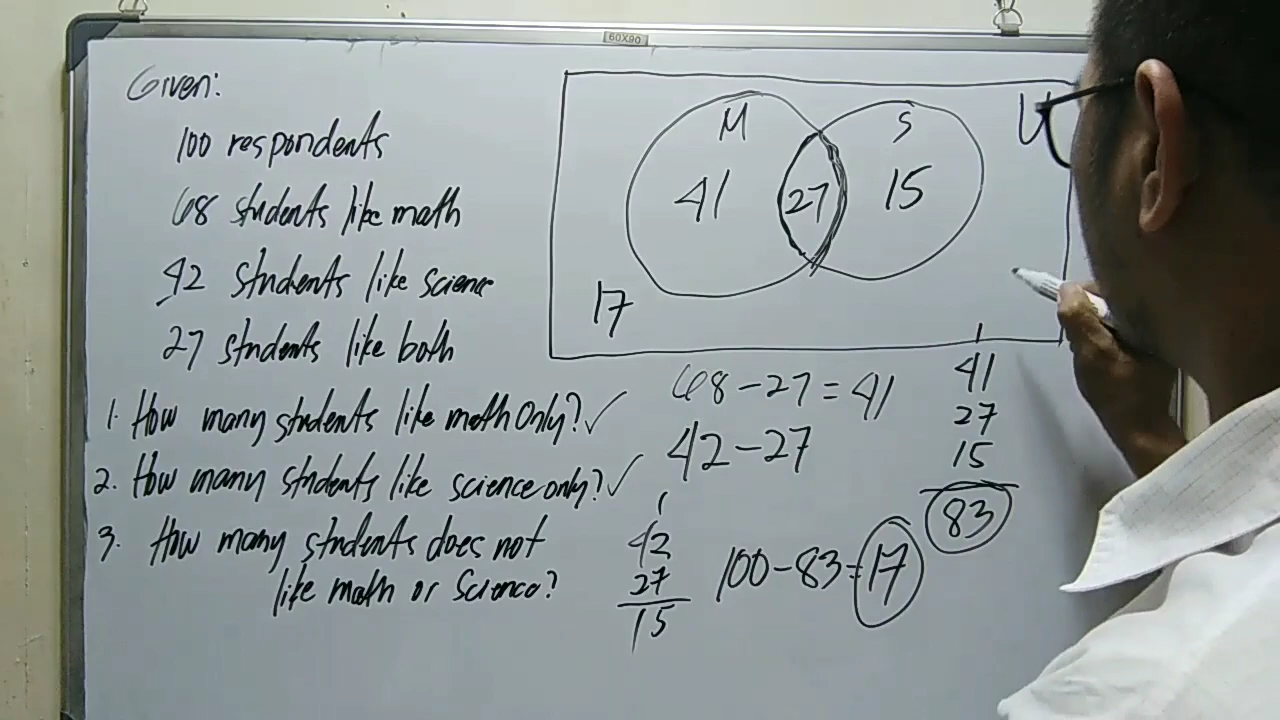 60X90
Given:
100 respondents
68 students like math
42 students like science
27 students like both
1. How many students like math only? ✓
2. How many students like science only? ✓
3. How many students does not
like math or science?
M
S
U
41
27
15
17
68-27=41
42-27
1
42
27
15
100-83=17
1
41
27
15
83